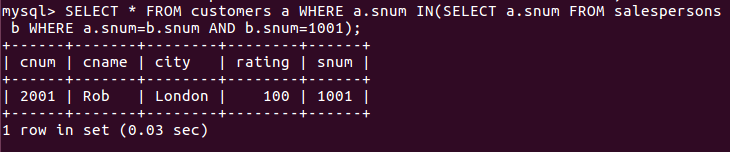 mysql> SELECT * FROM customers a WHERE a.snum IN(SELECT a.snum FROM salespersons
 b WHERE a.snum=b.snum AND b.snum=1001);
+------+-------+--------+--------+------+
| cnum | cname | city   | rating | snum |
+------+-------+--------+--------+------+
| 2001 | Rob   | London |    100 | 1001 |
+------+-------+--------+--------+------+
1 row in set (0.03 sec)